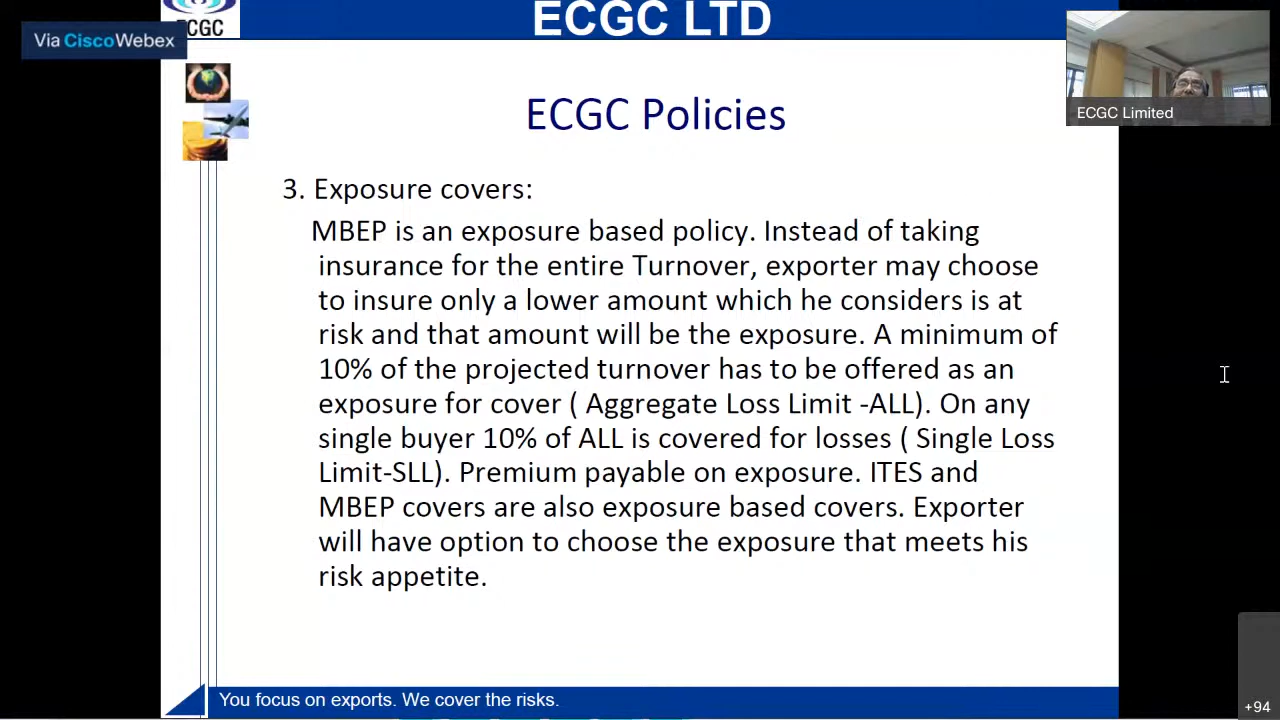 ECGC LTD
ECGC
Via CiscoWebex
ECGC Limited
ECGC Policies
3. Exposure covers:
MBEP is an exposure based policy. Instead of taking
insurance for the entire Turnover, exporter may choose
to insure only a lower amount which he considers is at
risk and that amount will be the exposure. A minimum of
10% of the projected turnover has to be offered as an
exposure for cover ( Aggregate Loss Limit -ALL). On any
single buyer 10% of ALL is covered for losses ( Single Loss
Limit-SLL). Premium payable on exposure. ITES and
MBEP covers are also exposure based covers. Exporter
will have option to choose the exposure that meets his
risk appetite.
You focus on exports. We cover the risks.
+94